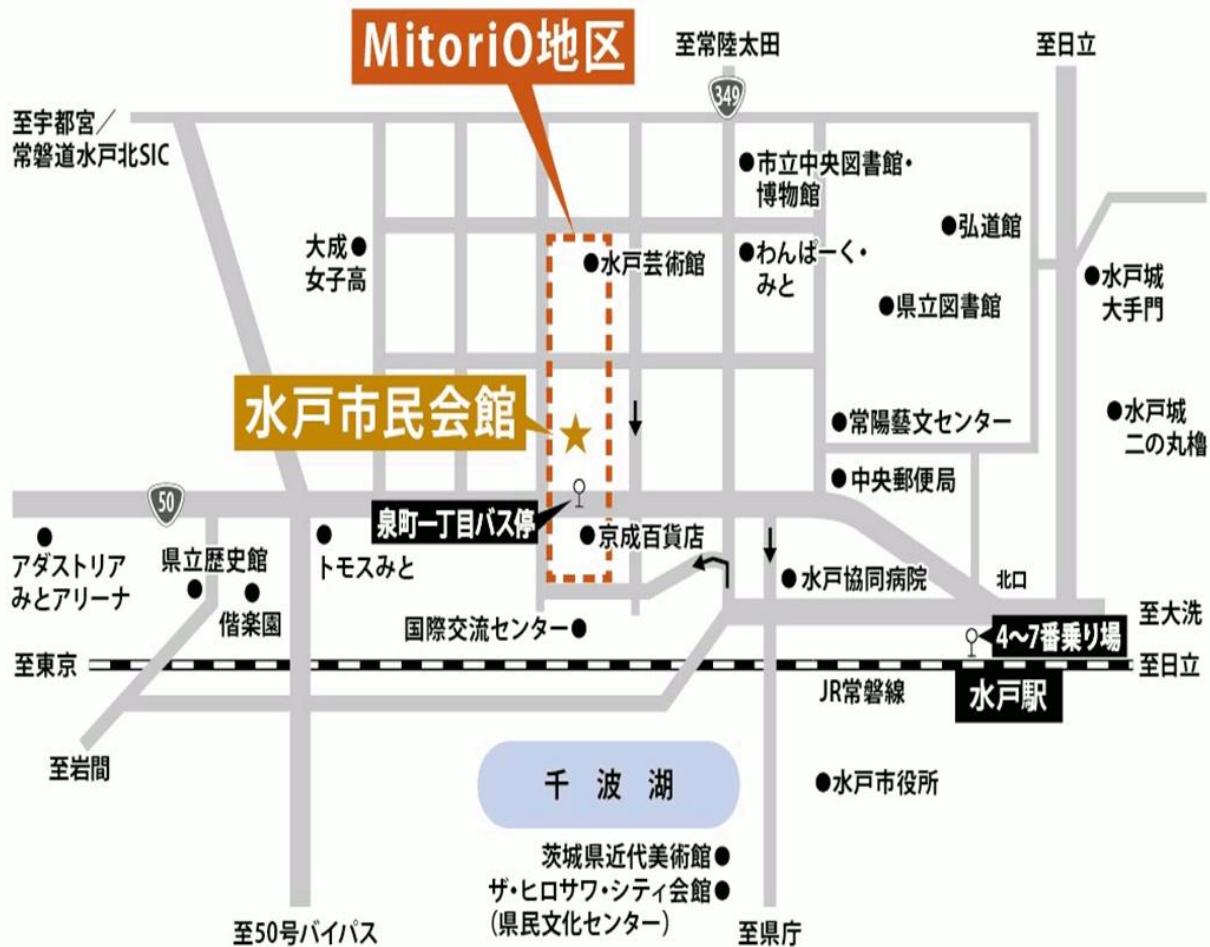 MitoriO地区
至常陸太田
至日立
349
至宇都宮／
常磐道水戸北SIC
市立中央図書館・
博物館
大成
女子高
水戸芸術館
わんぱーく・
みと
弘道館
県立図書館
水戸城
大手門
水戸市民会館
常陽藝文センター
水戸城
二の丸櫓
中央郵便局
50
泉町一丁目バス停
京成百貨店
アダストリア
みとアリーナ
県立歴史館
偕楽園
トモスみと
国際交流センター
水戸協同病院
北口
至大洗
4〜7番乗り場
至東京
至日立
JR常磐線
水戸駅
至岩間
千波湖
水戸市役所
茨城県近代美術館
ザ・ヒロサワ・シティ会館
(県民文化センター)
至50号バイパス
至県庁